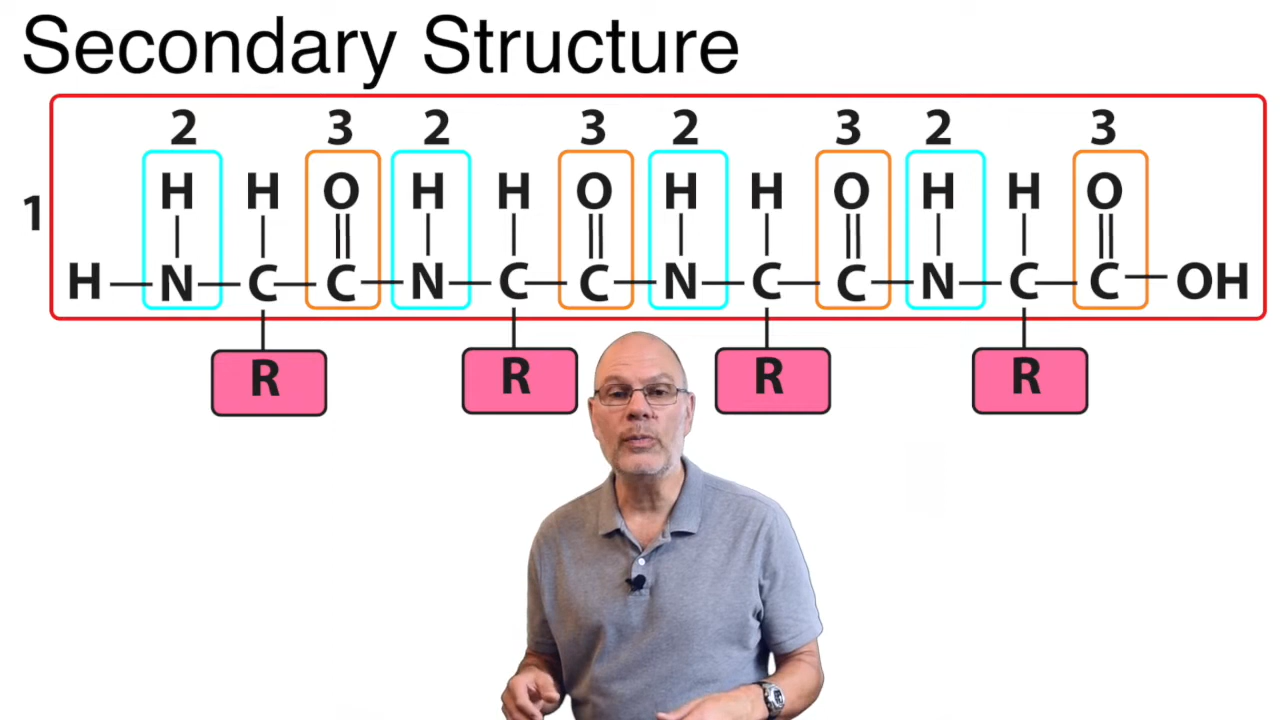 Secondary Structure
2 3 2 3 2 3 2 3
1
H H O H H O H H O H H O
H N C C N C C N C C N C C OH
R R R R